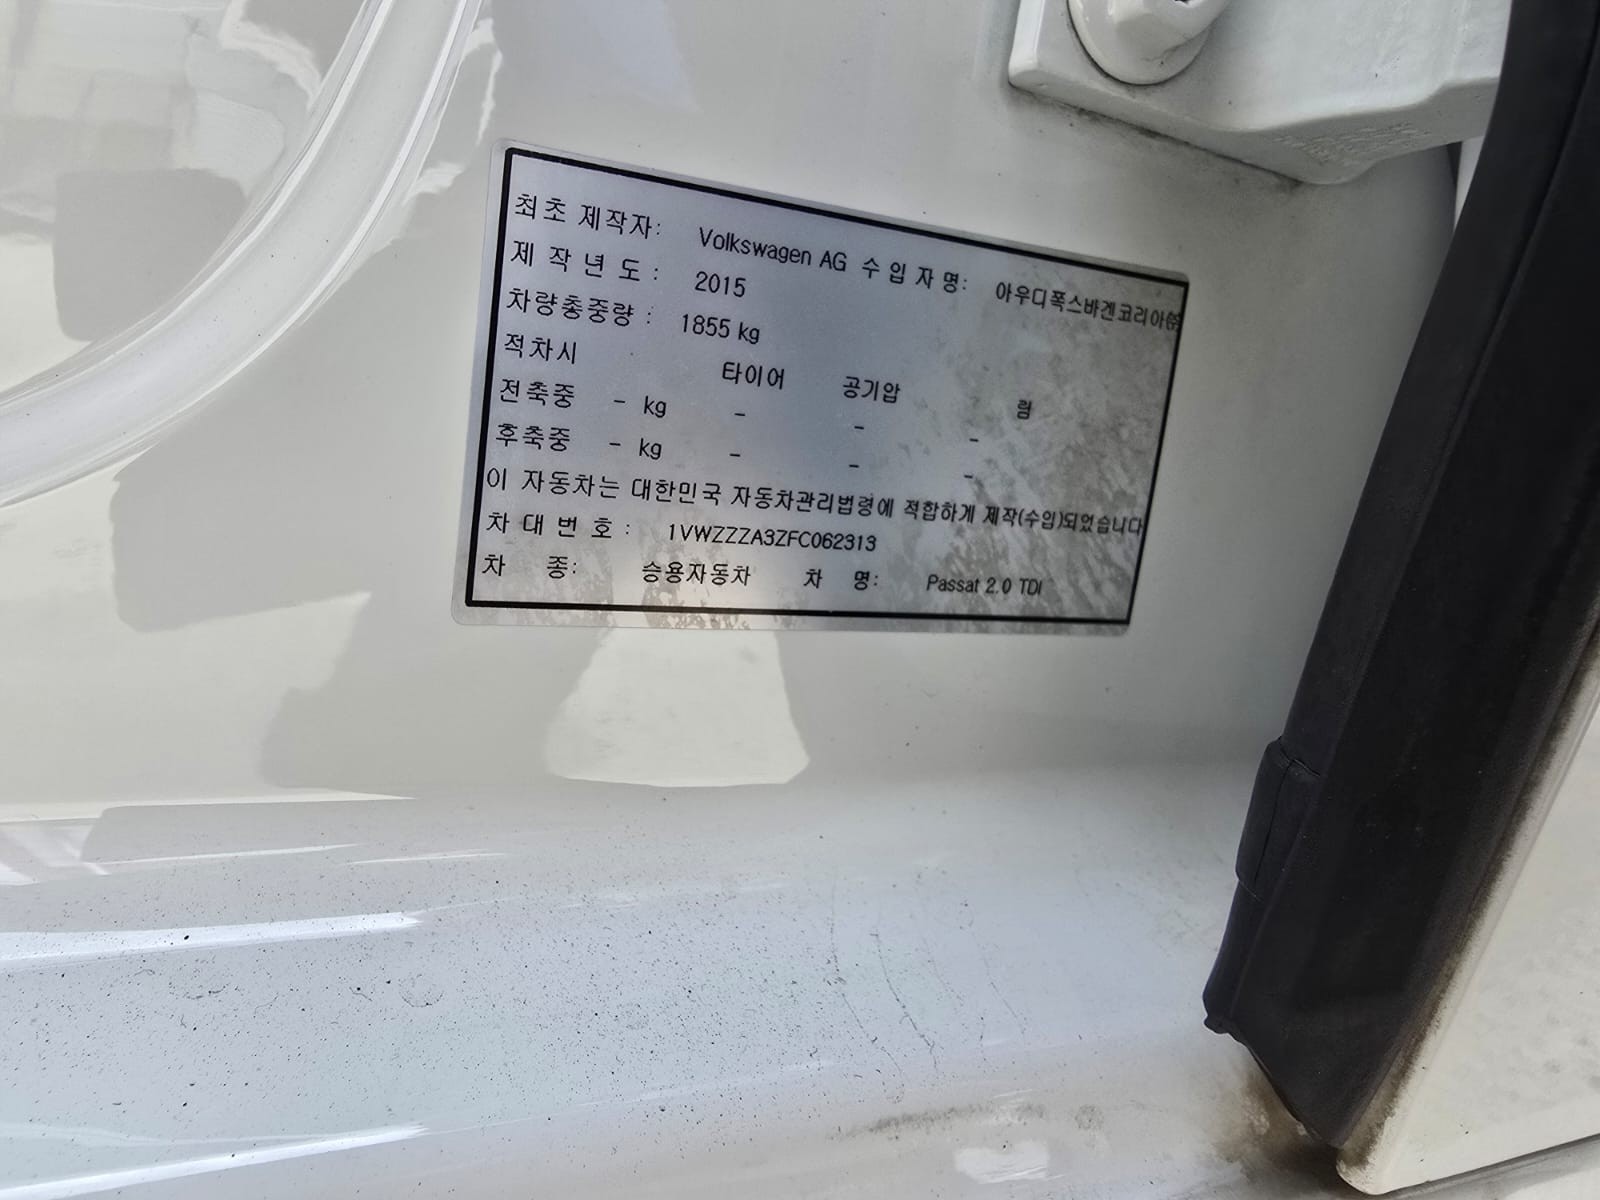 최초 제작자: Volkswagen AG 수입자명: 아우디폭스바겐코리아㈜
제작년도: 2015
차량총중량: 1855 kg
적차시 타이어 공기압 림
전축중 - kg - - -
후축중 - kg - - -
이 자동차는 대한민국 자동차관리법령에 적합하게 제작(수입)되었습니다
차대번호: 1VWZZZA3ZFC062313
차 종: 승용자동차 차 명: Passat 2.0 TDI